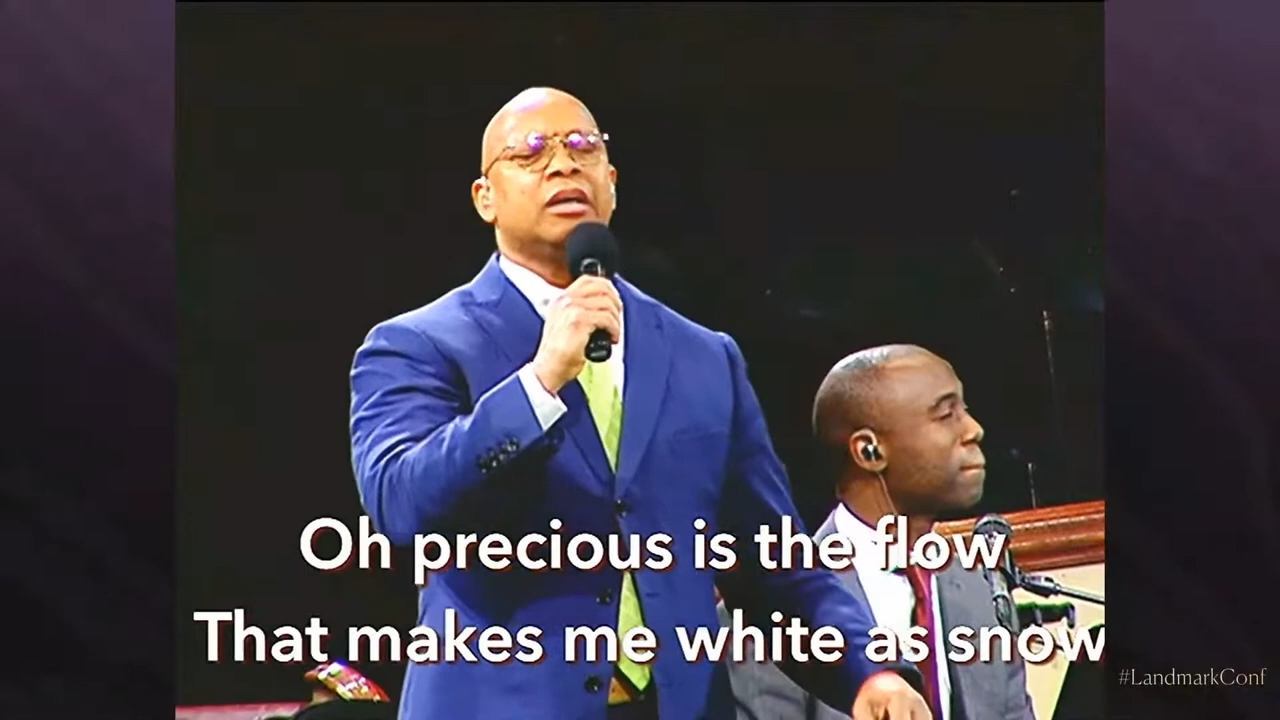 Oh precious is the flow
That makes me white as snow
#LandmarkConf